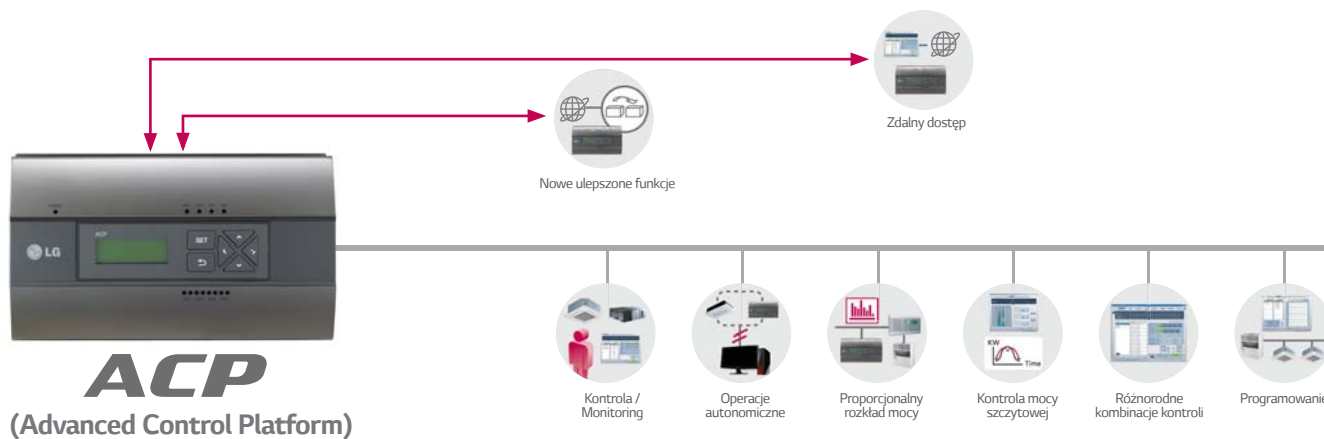 Zdalny dostęp
Nowe ulepszone funkcje
LG
ACP
SET
KW
Time
ACP
(Advanced Control Platform)
Kontrola /
Monitoring
Operacje
autonomiczne
Proporcjonalny
rozkład mocy
Kontrola mocy
szczytowej
Różnorodne
kombinacje kontroli
Programowanie